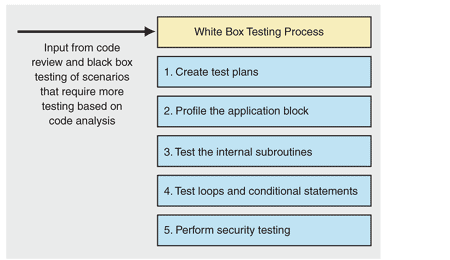 White Box Testing Process
Input from code
review and black box
testing of scenarios
that require more
testing based on
code analysis
1. Create test plans
2. Profile the application block
3. Test the internal subroutines
4. Test loops and conditional statements
5. Perform security testing